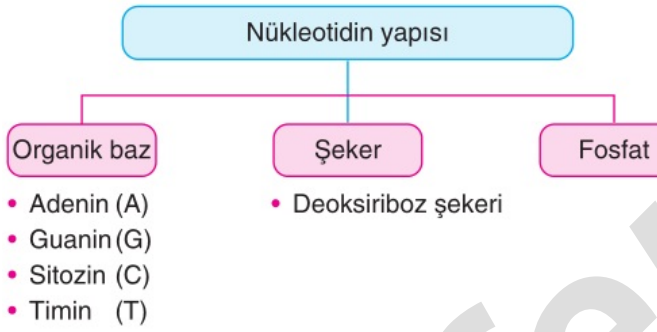 Nükleotidin yapısı
Organik baz
Şeker
Fosfat
• Adenin (A)
• Guanin (G)
• Sitozin (C)
• Timin (T)
• Deoksiriboz şekeri